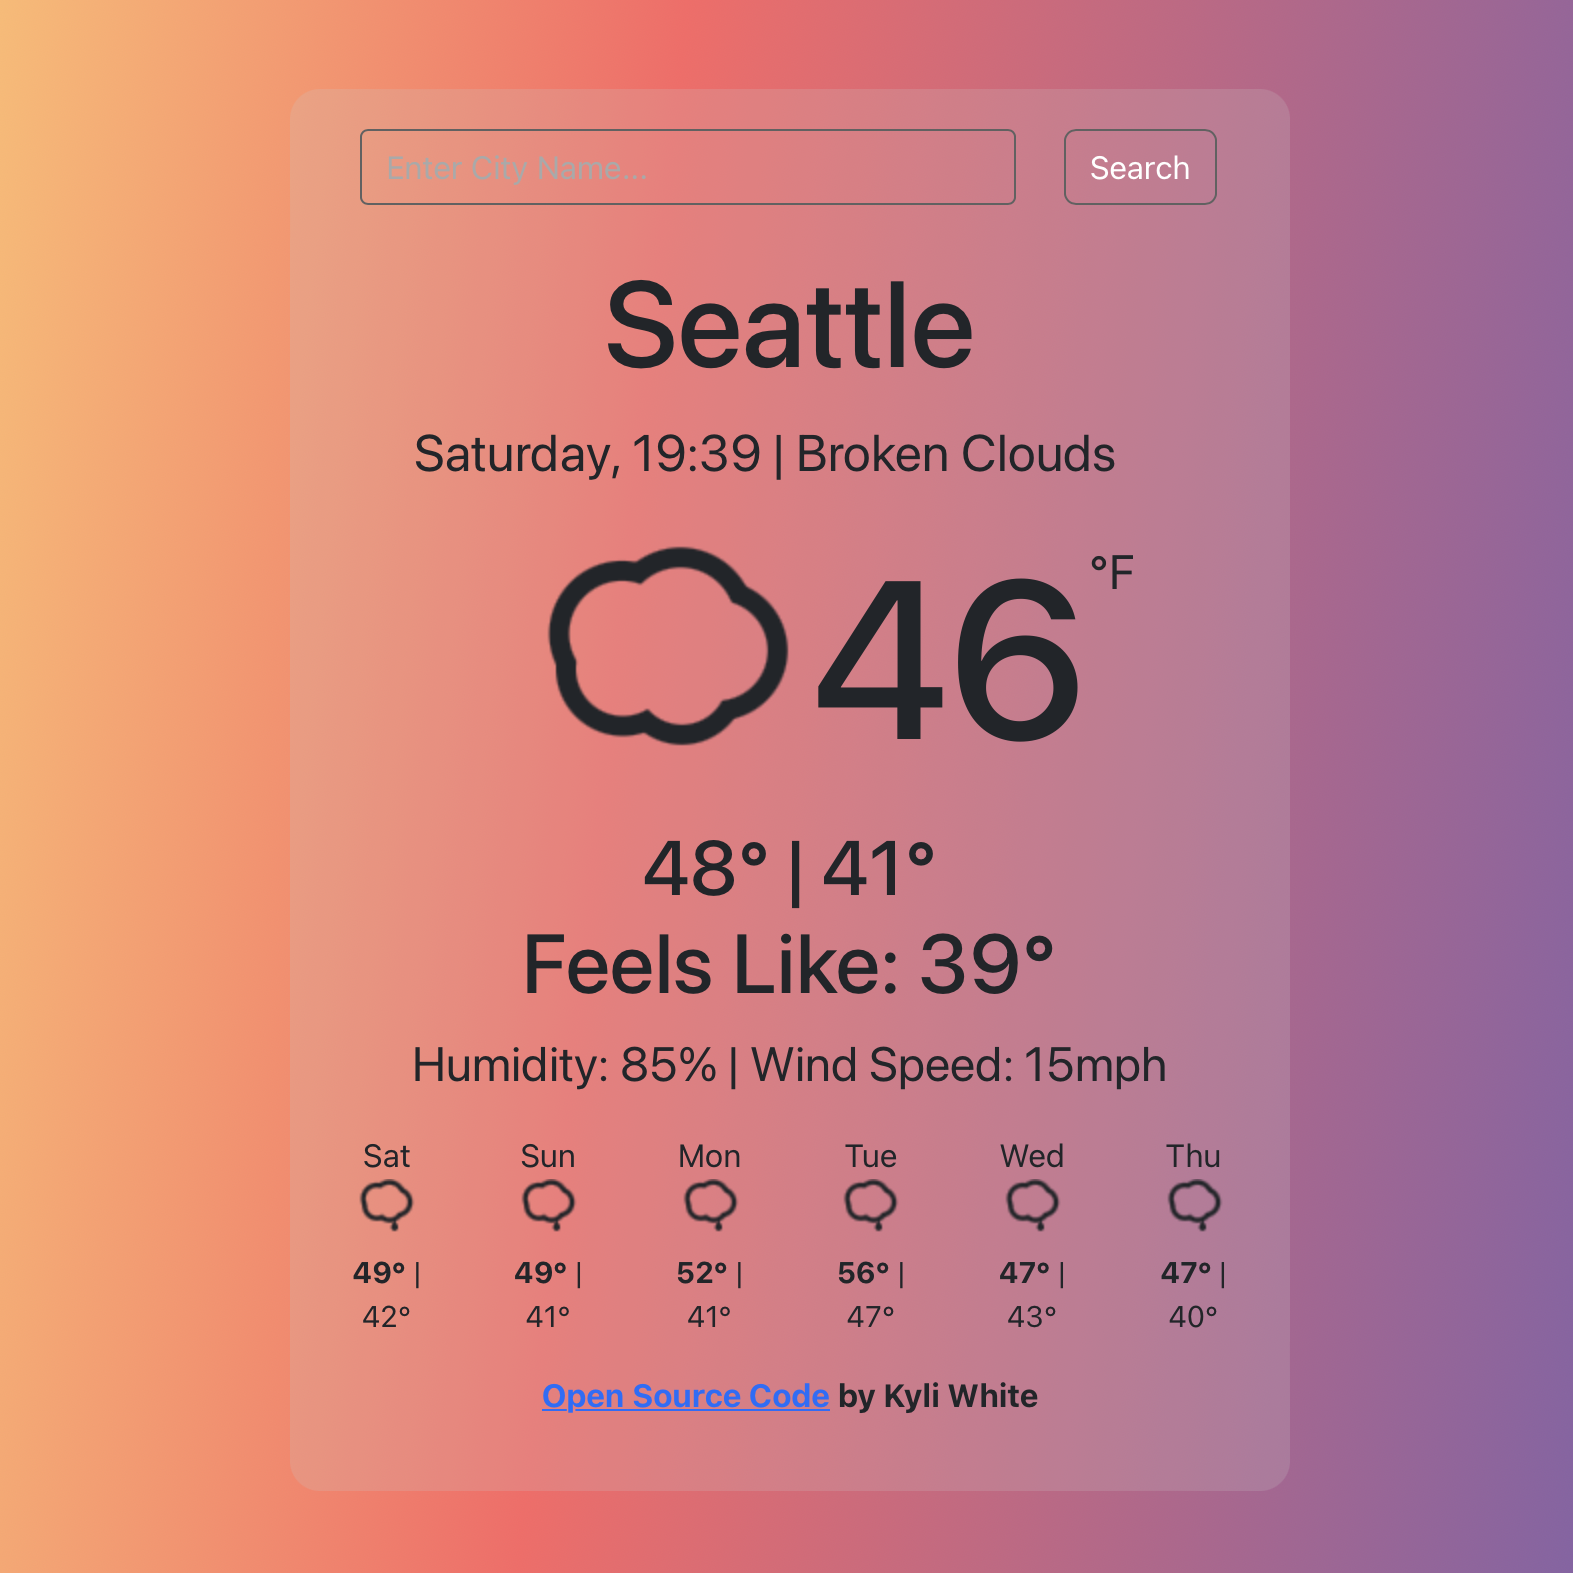 Enter City Name...
Search
Seattle
Saturday, 19:39 | Broken Clouds
46 °F
48° | 41°
Feels Like: 39°
Humidity: 85% | Wind Speed: 15mph
Sat Sun Mon Tue Wed Thu
49° | 49° | 52° | 56° | 47° | 47° |
42° 41° 41° 47° 43° 40°
Open Source Code by Kyli White